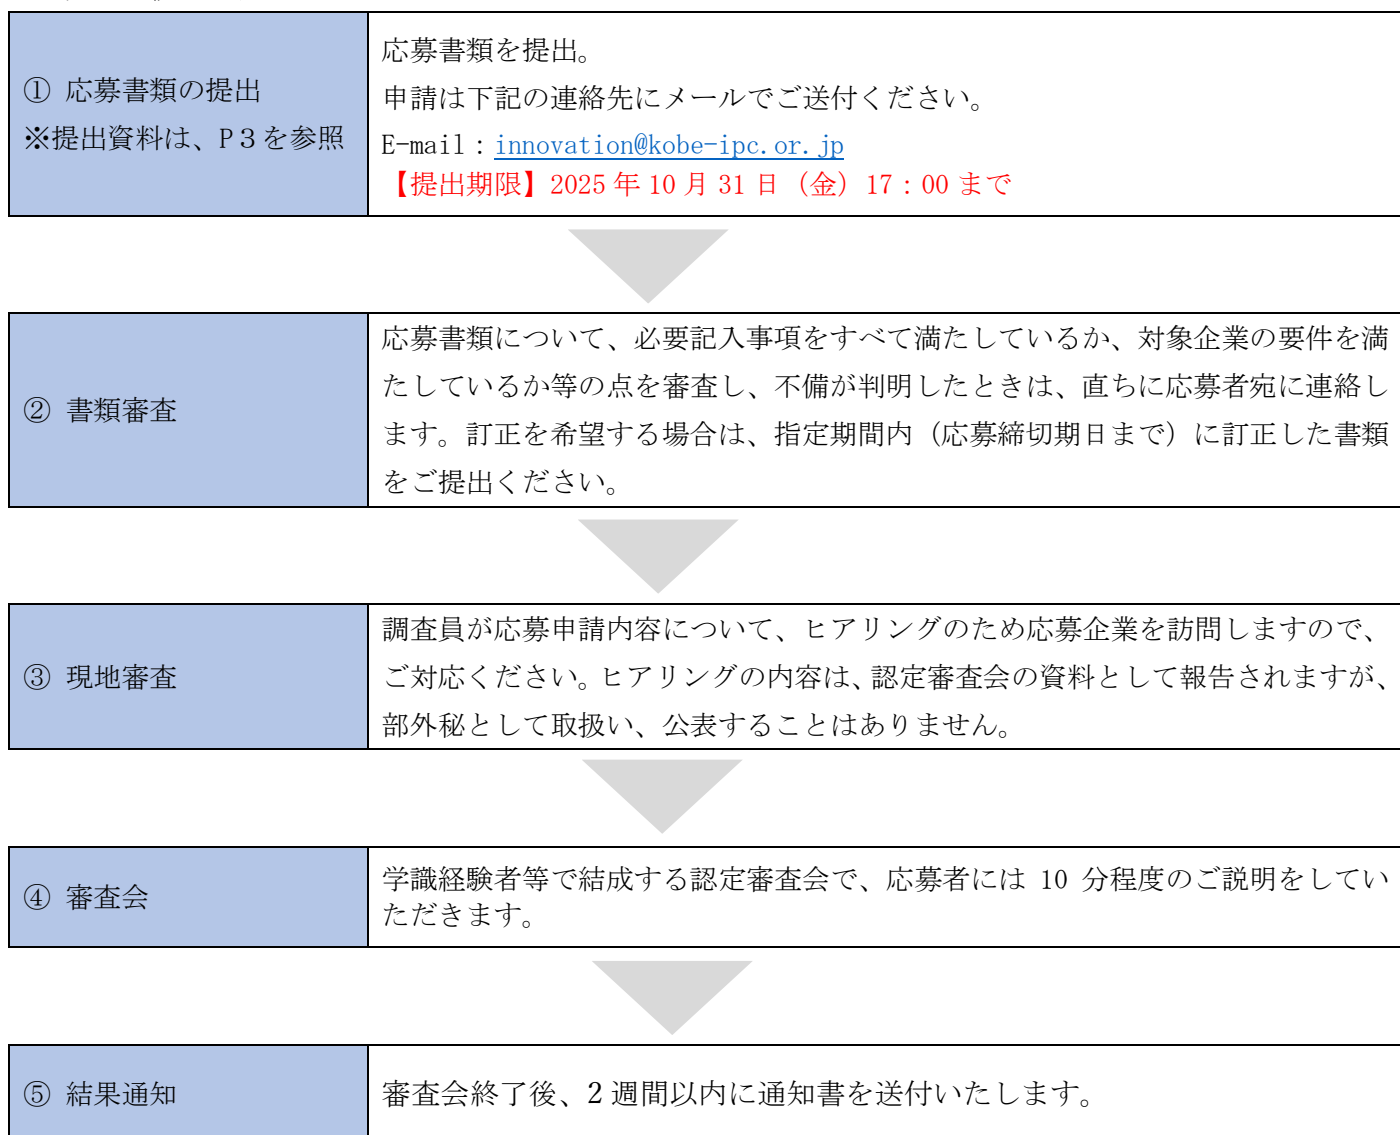 ① 応募書類の提出
※提出資料は、P３を参照
応募書類を提出。
申請は下記の連絡先にメールでご送付ください。
E-mail：innovation@kobe-ipc.or.jp
【提出期限】2025年10月31日（金）17：00まで
② 書類審査
応募書類について、必要記入事項をすべて満たしているか、対象企業の要件を満
たしているか等の点を審査し、不備が判明したときは、直ちに応募者宛に連絡し
ます。訂正を希望する場合は、指定期間内（応募締切期日まで）に訂正した書類
をご提出ください。
③ 現地審査
調査員が応募申請内容について、ヒアリングのため応募企業を訪問しますので、
ご対応ください。ヒアリングの内容は、認定審査会の資料として報告されますが、
部外秘として取扱い、公表することはありません。
④ 審査会
学識経験者等で結成する認定審査会で、応募者には 10 分程度のご説明をしてい
ただきます。
⑤ 結果通知
審査会終了後、２週間以内に通知書を送付いたします。